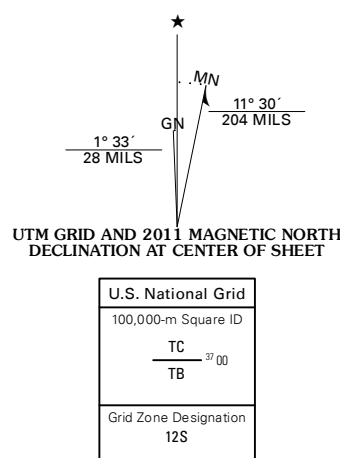 ★
MN
GN
11° 30´
204 MILS
1° 33´
28 MILS
UTM GRID AND 2011 MAGNETIC NORTH
DECLINATION AT CENTER OF SHEET
U.S. National Grid
100,000-m Square ID
TC
37 00
TB
Grid Zone Designation
12S